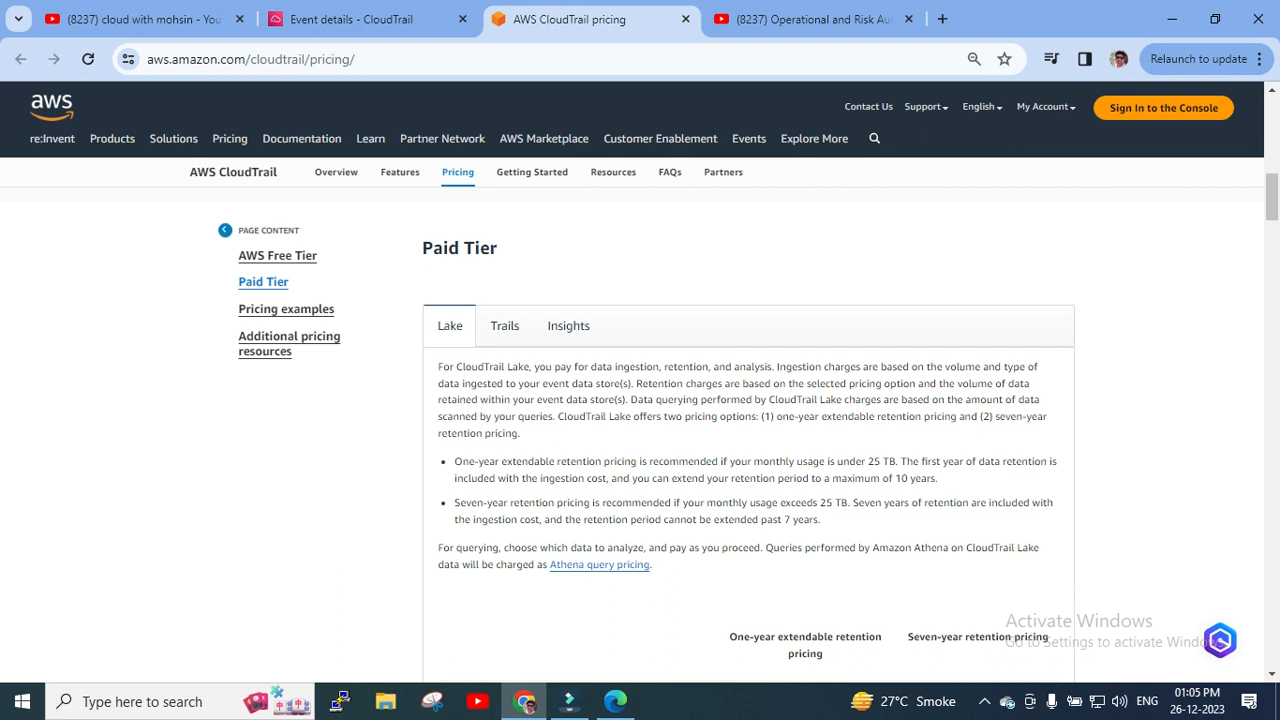 (8237) cloud with mohsin - You
Event details - CloudTrail
AWS CloudTrail pricing
(8237) Operational and Risk Au
aws.amazon.com/cloudtrail/pricing/
Relaunch to update
aws
Contact Us
Support
English
My Account
Sign In to the Console
re:Invent
Products
Solutions
Pricing
Documentation
Learn
Partner Network
AWS Marketplace
Customer Enablement
Events
Explore More
AWS CloudTrail
Overview
Features
Pricing
Getting Started
Resources
FAQs
Partners
PAGE CONTENT
AWS Free Tier
Paid Tier
Pricing examples
Additional pricing
resources
Paid Tier
Lake
Trails
Insights
For CloudTrail Lake, you pay for data ingestion, retention, and analysis. Ingestion charges are based on the volume and type of
data ingested to your event data store(s). Retention charges are based on the selected pricing option and the volume of data
retained within your event data store(s). Data querying performed by CloudTrail Lake charges are based on the amount of data
scanned by your queries. CloudTrail Lake offers two pricing options: (1) one-year extendable retention pricing and (2) seven-year
retention pricing.
• One-year extendable retention pricing is recommended if your monthly usage is under 25 TB. The first year of data retention is
included with the ingestion cost, and you can extend your retention period to a maximum of 10 years.
• Seven-year retention pricing is recommended if your monthly usage exceeds 25 TB. Seven years of retention are included with
the ingestion cost, and the retention period cannot be extended past 7 years.
For querying, choose which data to analyze, and pay as you proceed. Queries performed by Amazon Athena on CloudTrail Lake
data will be charged as Athena query pricing.
One-year extendable retention
pricing
Seven-year retention pricing
Activate Windows
Go to Settings to activate Windows
Type here to search
27°C Smoke
ENG
01:05 PM
26-12-2023